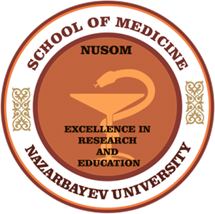 SCHOOL OF MEDICINE
NUSOM
EXCELLENCE IN
RESEARCH
AND
EDUCATION
NAZARBAYEV UNIVERSITY